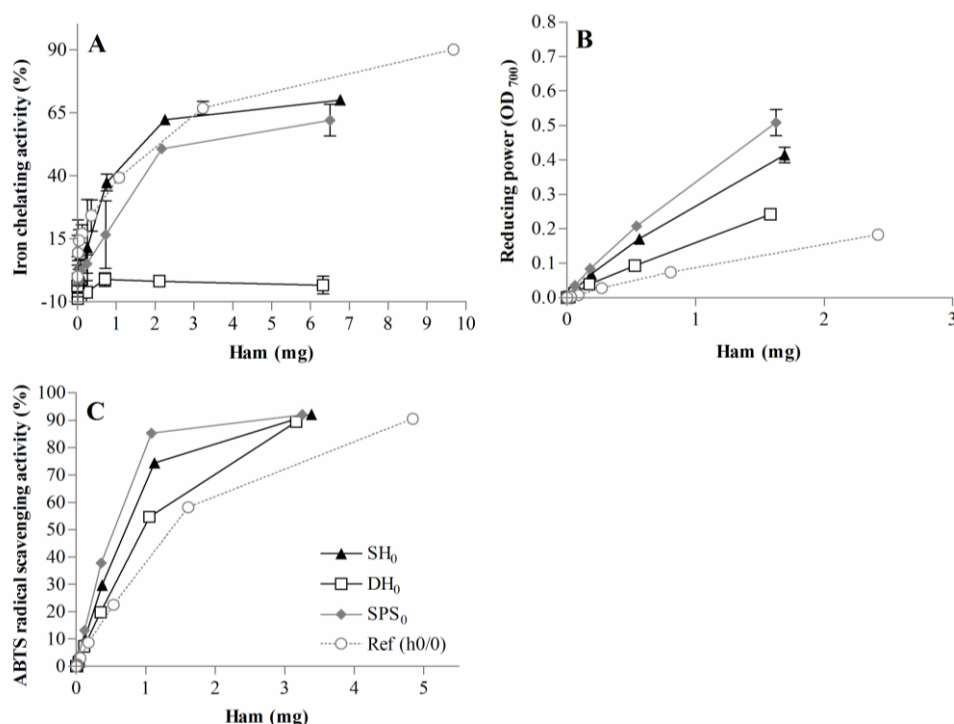 A
Iron chelating activity (%)
90
65
40
15
-10
0 1 2 3 4 5 6 7 8 9 10
Ham (mg)
B
Reducing power (OD 700)
0.8
0.7
0.6
0.5
0.4
0.3
0.2
0.1
0.0
0 1 2 3
Ham (mg)
C
ABTS radical scavenging activity (%)
100
90
80
70
60
50
40
30
20
10
0
0 1 2 3 4 5
Ham (mg)
SH0
DH0
SPS0
Ref (h0/0)